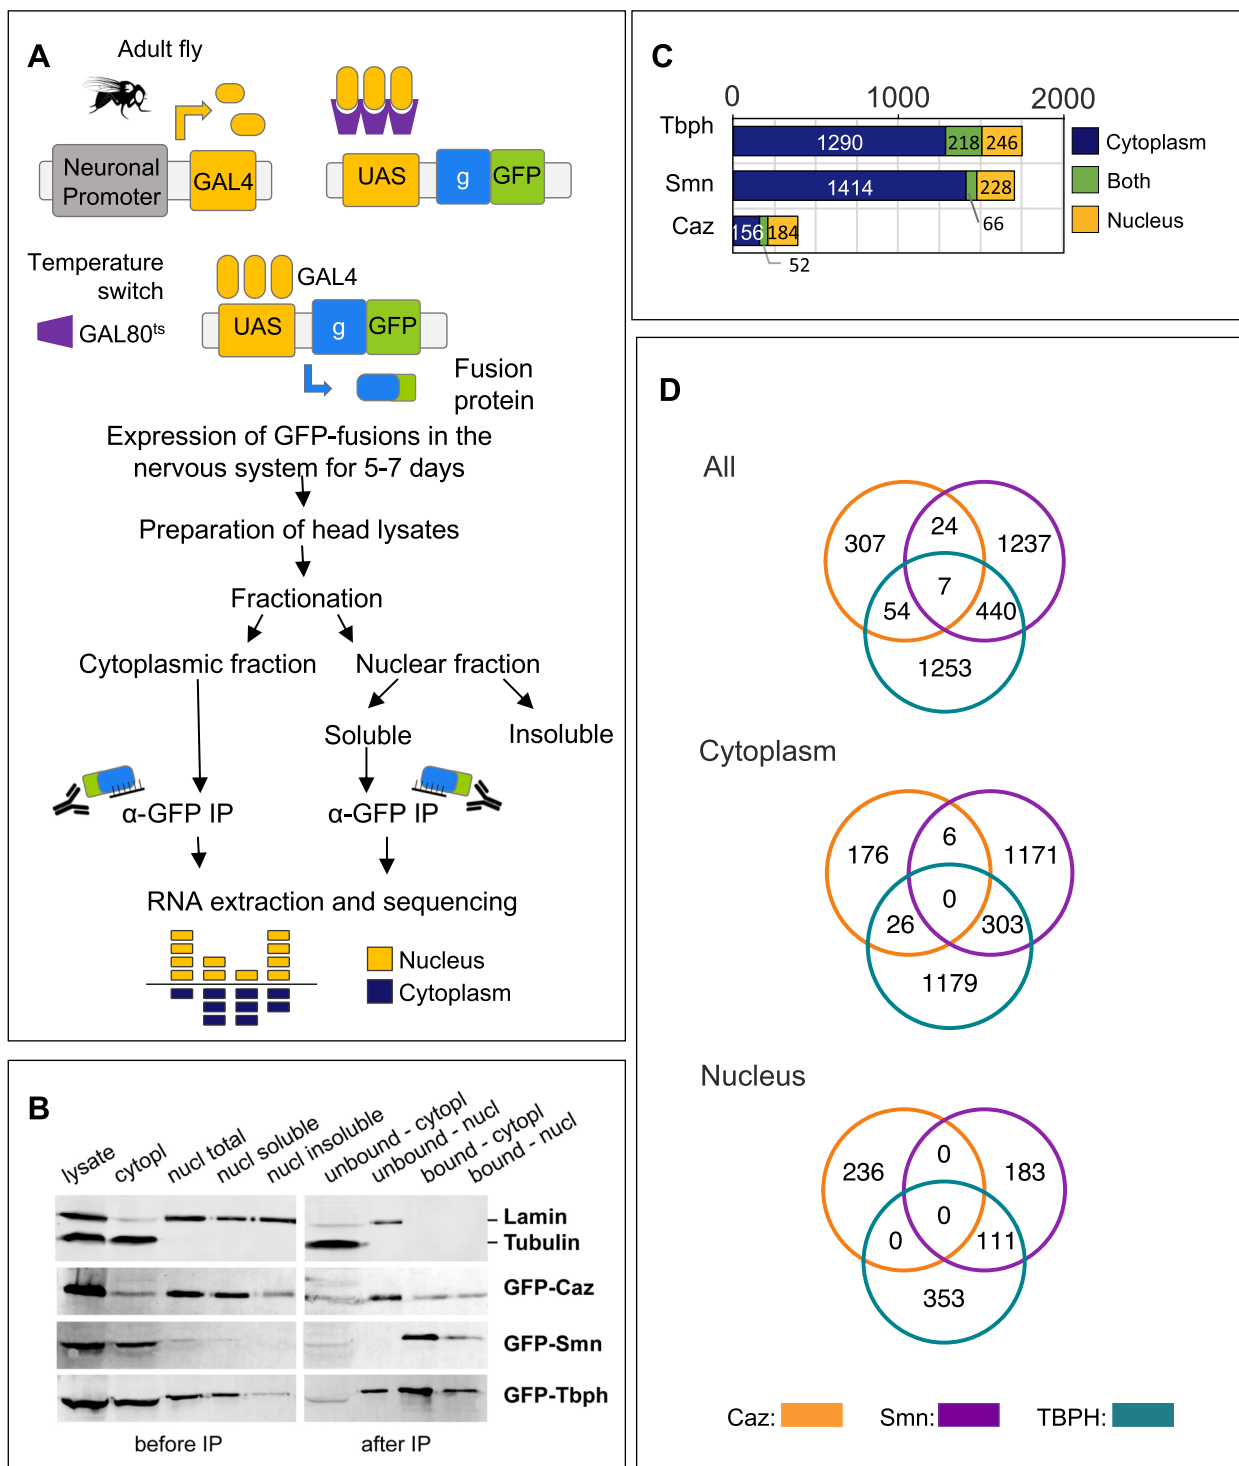 A
Adult fly
Neuronal
Promoter
GAL4
UAS
g
GFP
Temperature
switch
GAL80ts
GAL4
UAS
g
GFP
Fusion
protein
Expression of GFP-fusions in the
nervous system for 5-7 days
Preparation of head lysates
Fractionation
Cytoplasmic fraction
Nuclear fraction
Soluble
Insoluble
α-GFP IP
α-GFP IP
RNA extraction and sequencing
Nucleus
Cytoplasm
B
lysate
cytopl
nucl total
nucl soluble
nucl insoluble
unbound - cytopl
unbound - nucl
bound - cytopl
bound - nucl
Lamin
Tubulin
GFP-Caz
GFP-Smn
GFP-Tbph
before IP
after IP
C
0 1000 2000
Tbph 1290 218 246
Smn 1414 228
66
Caz 156 184
52
Cytoplasm
Both
Nucleus
D
All
307 24 1237
7
54 440
1253
Cytoplasm
176 6 1171
0
26 303
1179
Nucleus
236 0 183
0
0 111
353
Caz: Smn: TBPH: